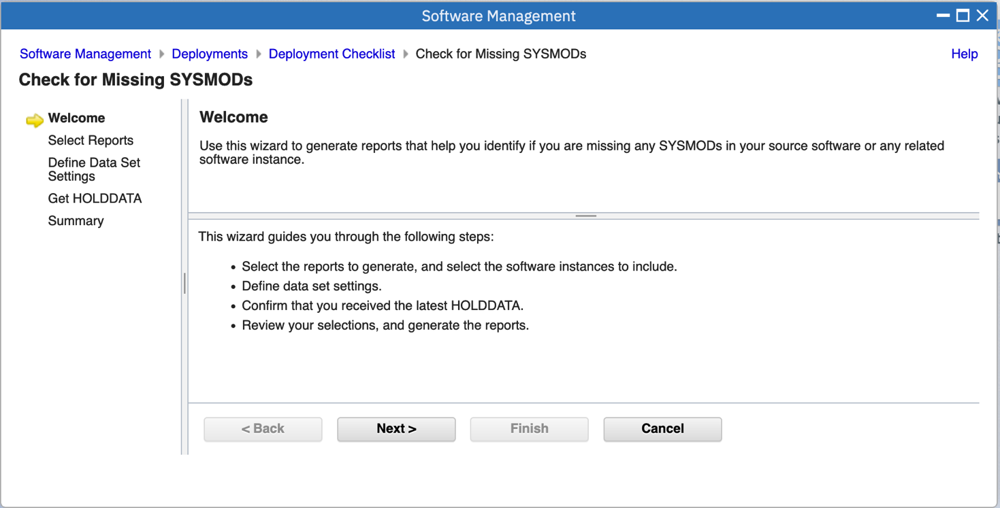 Software Management
Software Management Deployments Deployment Checklist Check for Missing SYSMODs Help
Check for Missing SYSMODs
Welcome
Select Reports
Define Data Set
Settings
Get HOLDDATA
Summary
Welcome
Use this wizard to generate reports that help you identify if you are missing any SYSMODs in your source software or any related
software instance.
This wizard guides you through the following steps:
• Select the reports to generate, and select the software instances to include.
• Define data set settings.
• Confirm that you received the latest HOLDDATA.
• Review your selections, and generate the reports.
< Back Next > Finish Cancel